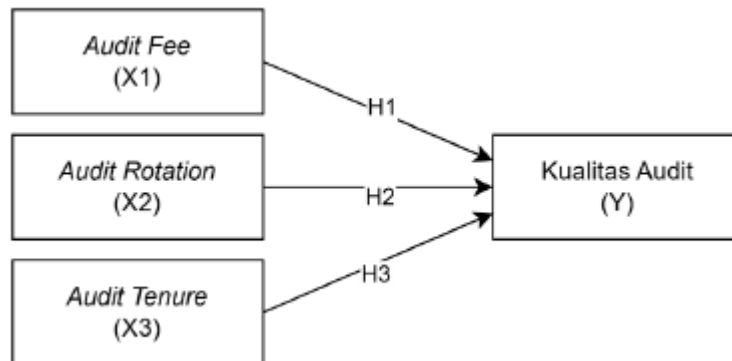 Audit Fee
(X1)
H1
Audit Rotation
(X2)
H2
Kualitas Audit
(Y)
Audit Tenure
(X3)
H3